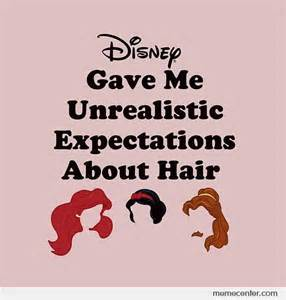 Disney
Gave Me
Unrealistic
Expectations
About Hair
memecenter.com